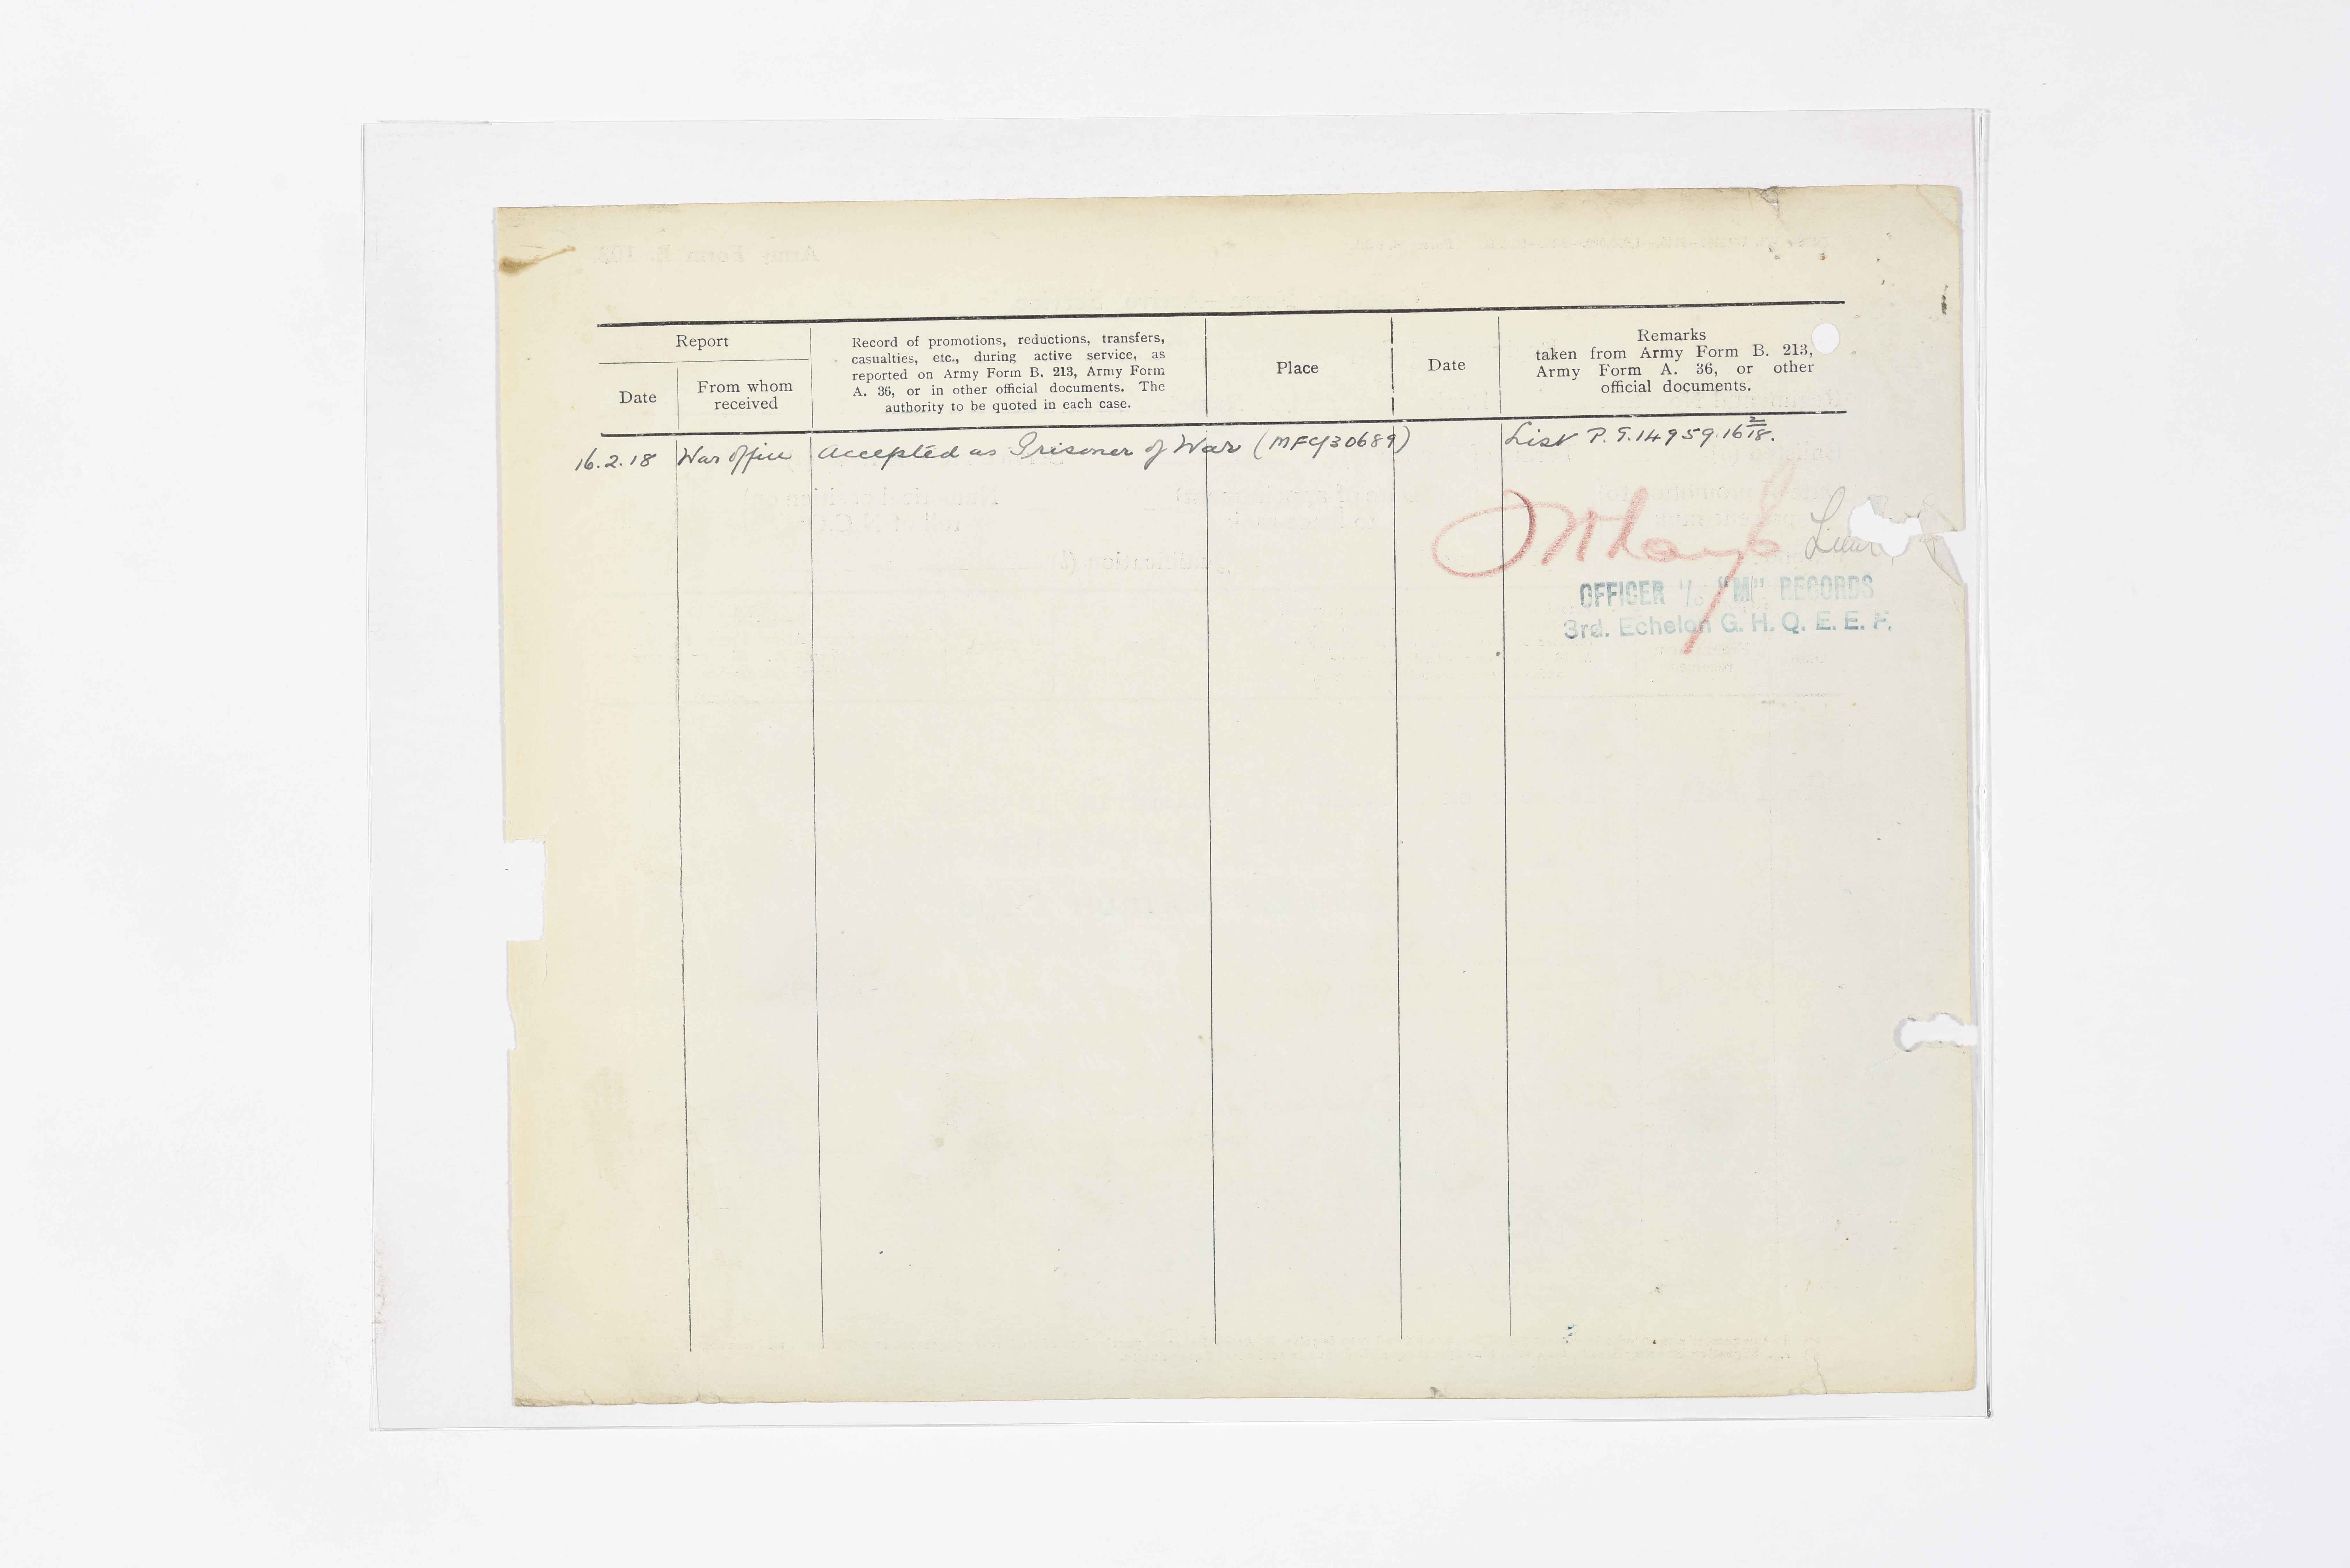 Report
Date
From whom
received
Record of promotions, reductions, transfers,
casualties, etc., during active service, as
reported on Army Form B. 213, Army Form
A. 36, or in other official documents. The
authority to be quoted in each case.
Place
Date
Remarks
taken from Army Form B. 213,
Army Form A. 36, or other
official documents.
16.2.18 War Office Accepted as Prisoner of War (MFC/30689) List P.G.14959.16 2/18.
OFFICER i/c "M" RECORDS
3rd. Echelon G. H. Q. E. E. F.